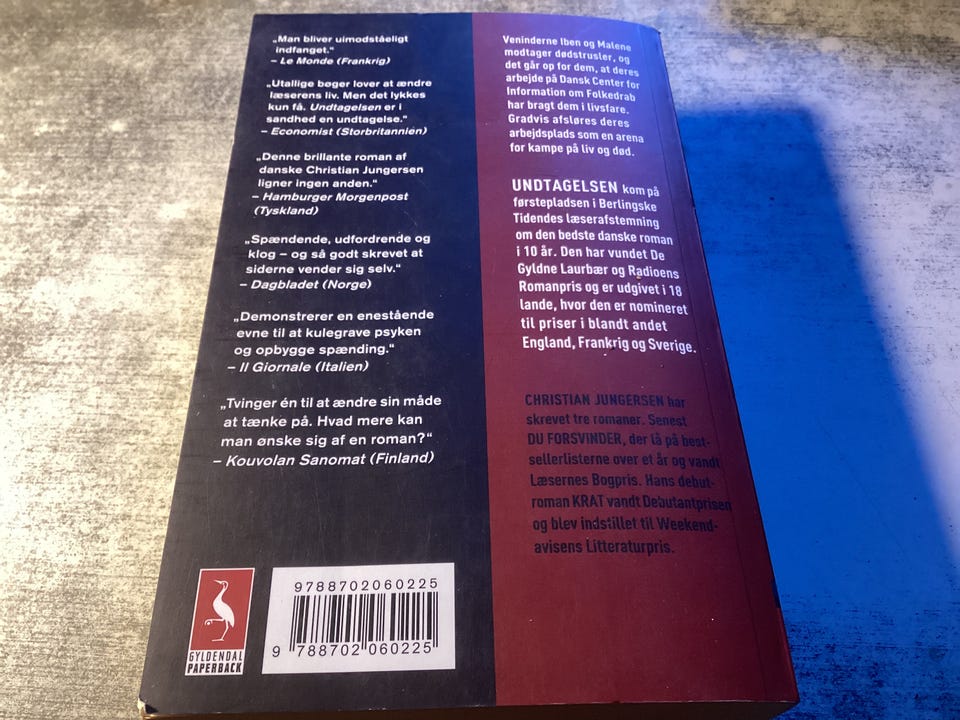 „Man bliver uimodståeligt
indfanget.“
– Le Monde (Frankrig)
„Utallige bøger lover at ændre
læserens liv. Men det lykkes
kun få. Undtagelsen er i
sandhed en undtagelse.“
– Economist (Storbritannien)
„Denne brillante roman af
danske Christian Jungersen
ligner ingen anden.“
– Hamburger Morgenpost
(Tyskland)
„Spændende, udfordrende og
klog – og så godt skrevet at
siderne vender sig selv.“
– Dagbladet (Norge)
„Demonstrerer en enestående
evne til at kulegrave psyken
og opbygge spænding.“
– Il Giornale (Italien)
„Tvinger én til at ændre sin måde
at tænke på. Hvad mere kan
man ønske sig af en roman?“
– Kouvolan Sanomat (Finland)
GYLDENDAL
PAPERBACK
9788702060225
9 788702 060225
Veninderne Iben og Malene
modtager dødstrusler, og
det går op for dem, at deres
arbejde på Dansk Center for
Information om Folkedrab
har bragt dem i livsfare.
Gradvis afsløres deres
arbejdsplads som en arena
for kampe på liv og død.
UNDTAGELSEN kom på
førstepladsen i Berlingske
Tidendes læserafstemning
om den bedste danske roman
i 10 år. Den har vundet De
Gyldne Laurbær og Radioens
Romanpris og er udgivet i 18
lande, hvor den er nomineret
til priser i blandt andet
England, Frankrig og Sverige.
CHRISTIAN JUNGERSEN har
skrevet tre romaner. Senest
DU FORSVINDER, der lå på best-
sellerlisterne over et år og vandt
Læsernes Bogpris. Hans debut-
roman KRAT vandt Debutantprisen
og blev indstillet til Weekend-
avisens Litteraturpris.